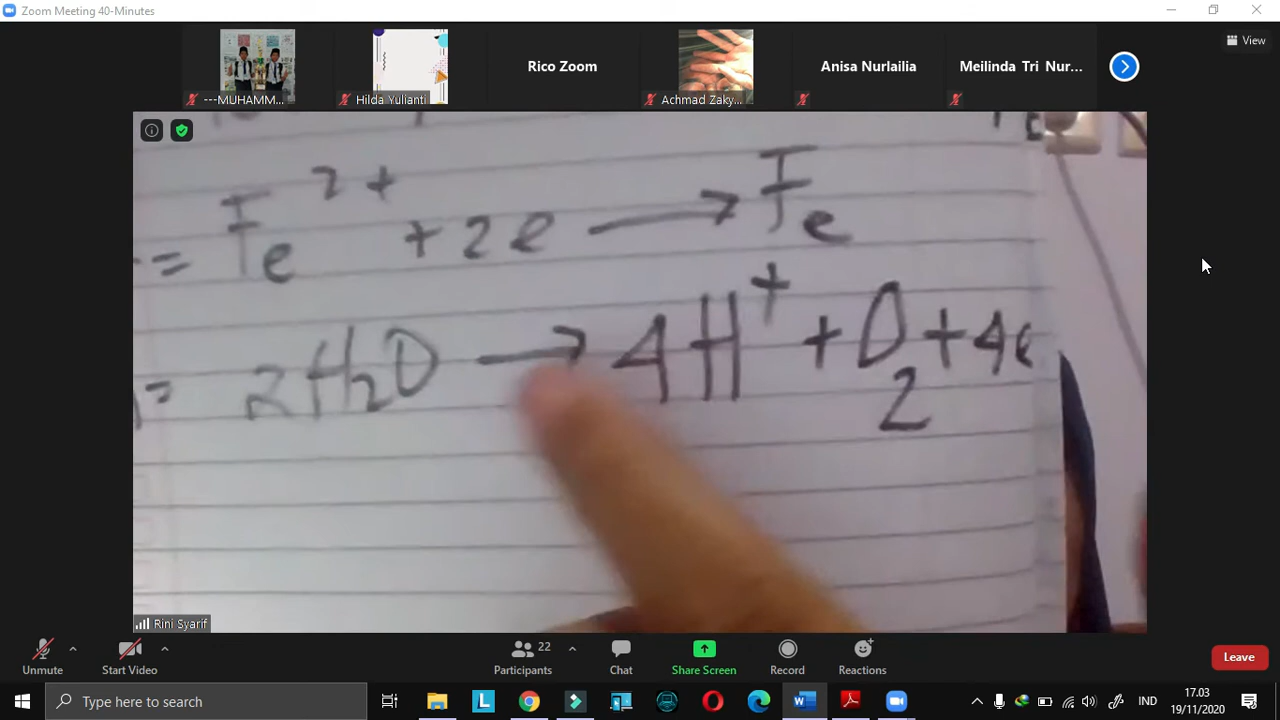 Zoom Meeting 40-Minutes
View
---MUHAMM...
Hilda Yulianti
Rico Zoom
Achmad Zaky...
Anisa Nurlailia
Meilinda Tri Nur...
= Fe²⁺ + 2e → Fe
= 2H₂O → 4H⁺ + O₂ + 4e
Rini Syarif
Unmute
Start Video
Participants
22
Chat
Share Screen
Record
Reactions
Leave
Type here to search
IND
17.03
19/11/2020